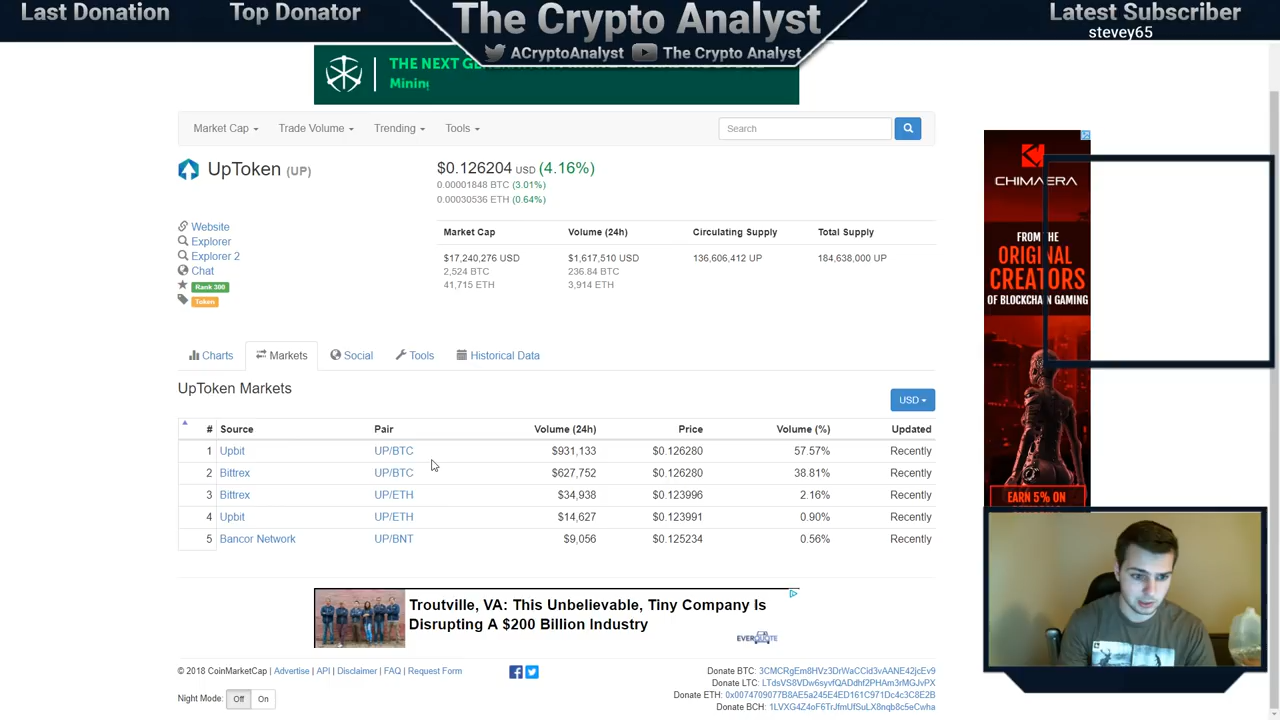 Last Donation
Top Donator
The Crypto Analyst
Latest Subscriber
stevey65
ACryptoAnalyst
The Crypto Analyst
THE NEXT
Mining
Market Cap
Trade Volume
Trending
Tools
Search
UpToken (UP)
$0.126204 USD (4.16%)
0.00001848 BTC (3.01%)
0.00030536 ETH (0.64%)
Website
Explorer
Explorer 2
Chat
Rank 300
Token
Market Cap Volume (24h) Circulating Supply Total Supply
$17,240,276 USD $1,617,510 USD 136,606,412 UP 184,638,000 UP
2,524 BTC 236.84 BTC
41,715 ETH 3,914 ETH
CHIMAERA
FROM THE
ORIGINAL
CREATORS
OF BLOCKCHAIN GAMING
EARN 5% ON
Charts Markets Social Tools Historical Data
UpToken Markets
USD
# Source Pair Volume (24h) Price Volume (%) Updated
1 Upbit UP/BTC $931,133 $0.126280 57.57% Recently
2 Bittrex UP/BTC $627,752 $0.126280 38.81% Recently
3 Bittrex UP/ETH $34,938 $0.123996 2.16% Recently
4 Upbit UP/ETH $14,627 $0.123991 0.90% Recently
5 Bancor Network UP/BNT $9,056 $0.125234 0.56% Recently
Troutville, VA: This Unbelievable, Tiny Company Is
Disrupting A $200 Billion Industry
EVERQUOTE
© 2018 CoinMarketCap | Advertise | API | Disclaimer | FAQ | Request Form
Night Mode: Off On
Donate BTC: 3CMCRgEm8HVz3DrWaCCid3vAANE42jcEv9
Donate LTC: LTdsVS8VDw6syvfQADdhf2PHAm3rMGJvPX
Donate ETH: 0x0074709077B8AE5a245E4ED161C971Dc4c3C8E2B
Donate BCH: 1LVXG4Z4oF6TrJfmUfSuLX8nqb8c5eCwha